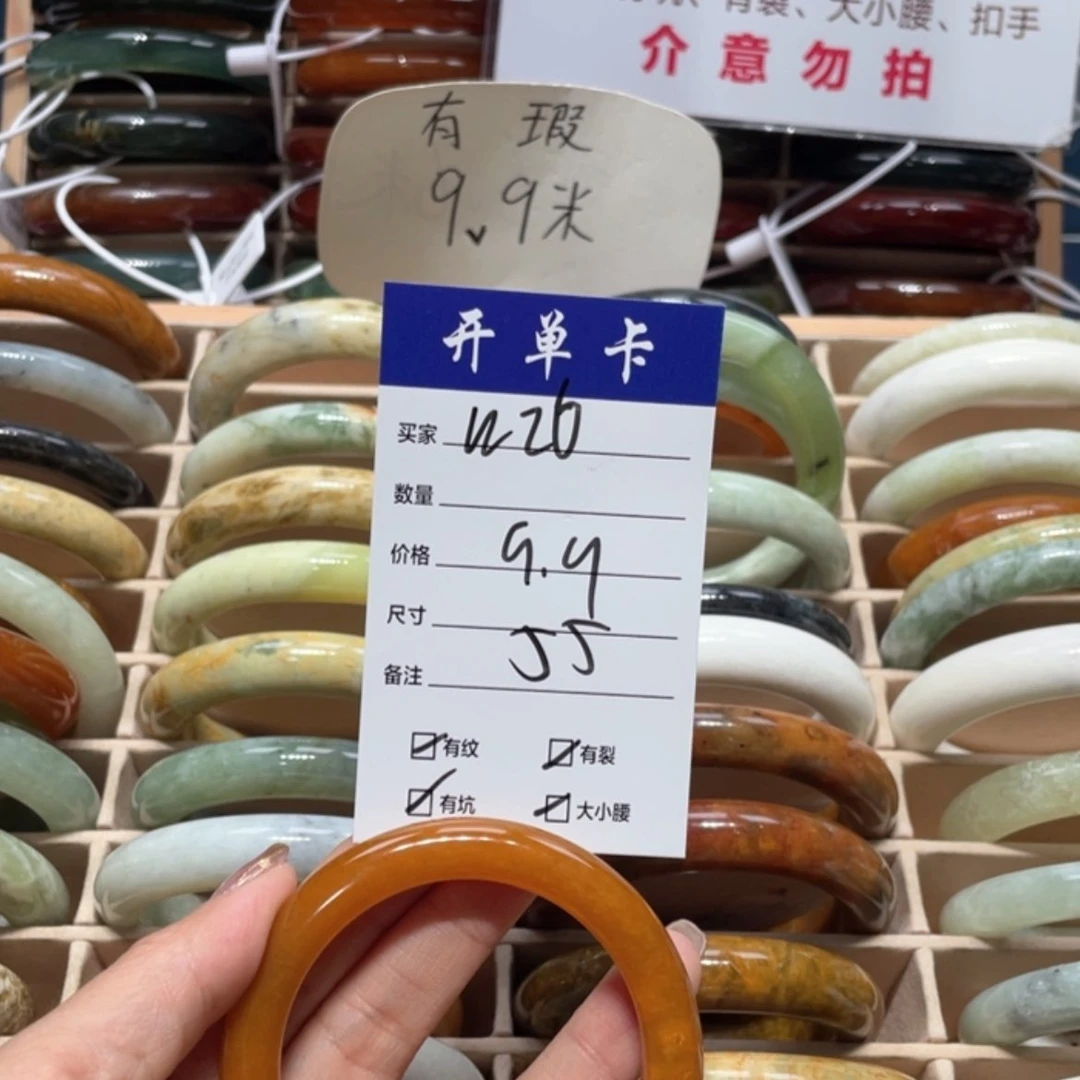 有裂、大小腰、扣手
介意勿拍
有瑕
9.9米
开单卡
买家 W26
数量
价格 9.9
尺寸 55
备注
有纹 有裂
有坑 大小腰